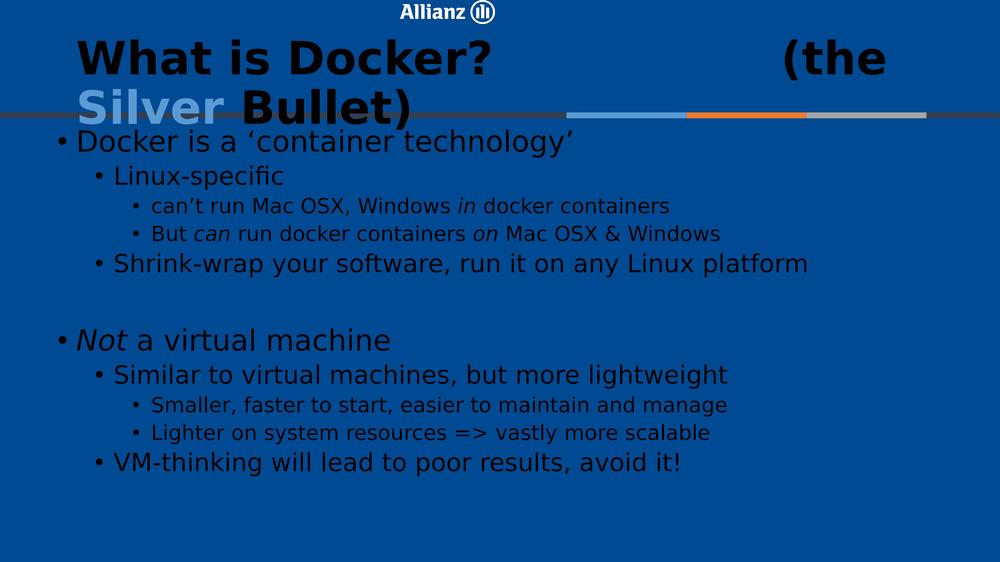 Allianz
What is Docker? (the
Silver Bullet)
• Docker is a ‘container technology’
• Linux-specific
• can’t run Mac OSX, Windows in docker containers
• But can run docker containers on Mac OSX & Windows
• Shrink-wrap your software, run it on any Linux platform
• Not a virtual machine
• Similar to virtual machines, but more lightweight
• Smaller, faster to start, easier to maintain and manage
• Lighter on system resources => vastly more scalable
• VM-thinking will lead to poor results, avoid it!